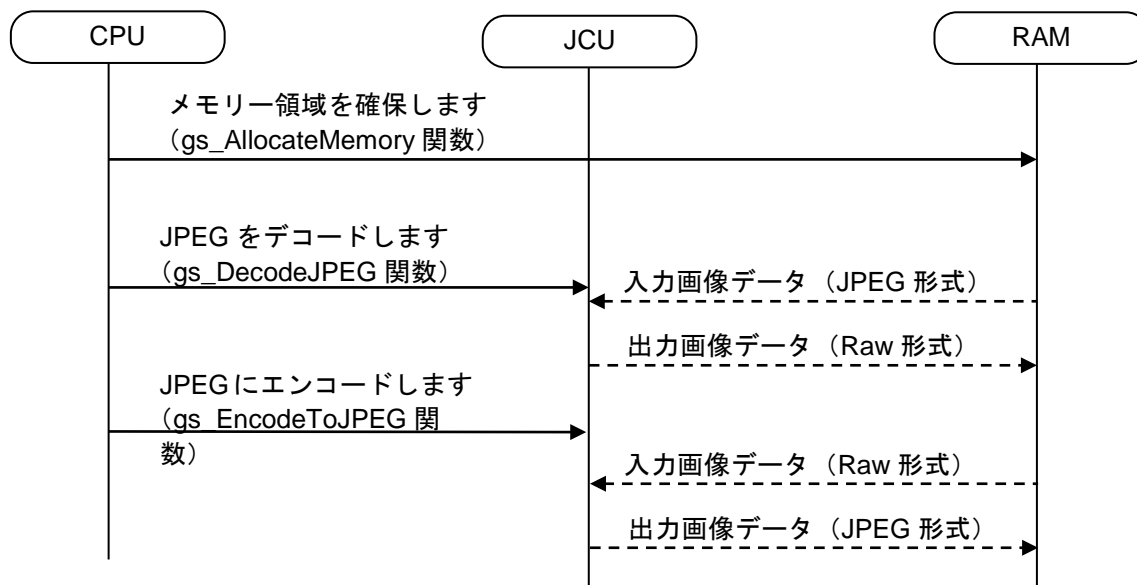 CPU
JCU
RAM
メモリー領域を確保します
（gs_AllocateMemory 関数）
JPEG をデコードします
（gs_DecodeJPEG 関数）
入力画像データ（JPEG 形式）
出力画像データ（Raw 形式）
JPEGにエンコードします
（gs_EncodeToJPEG 関
数）
入力画像データ（Raw 形式）
出力画像データ（JPEG 形式）